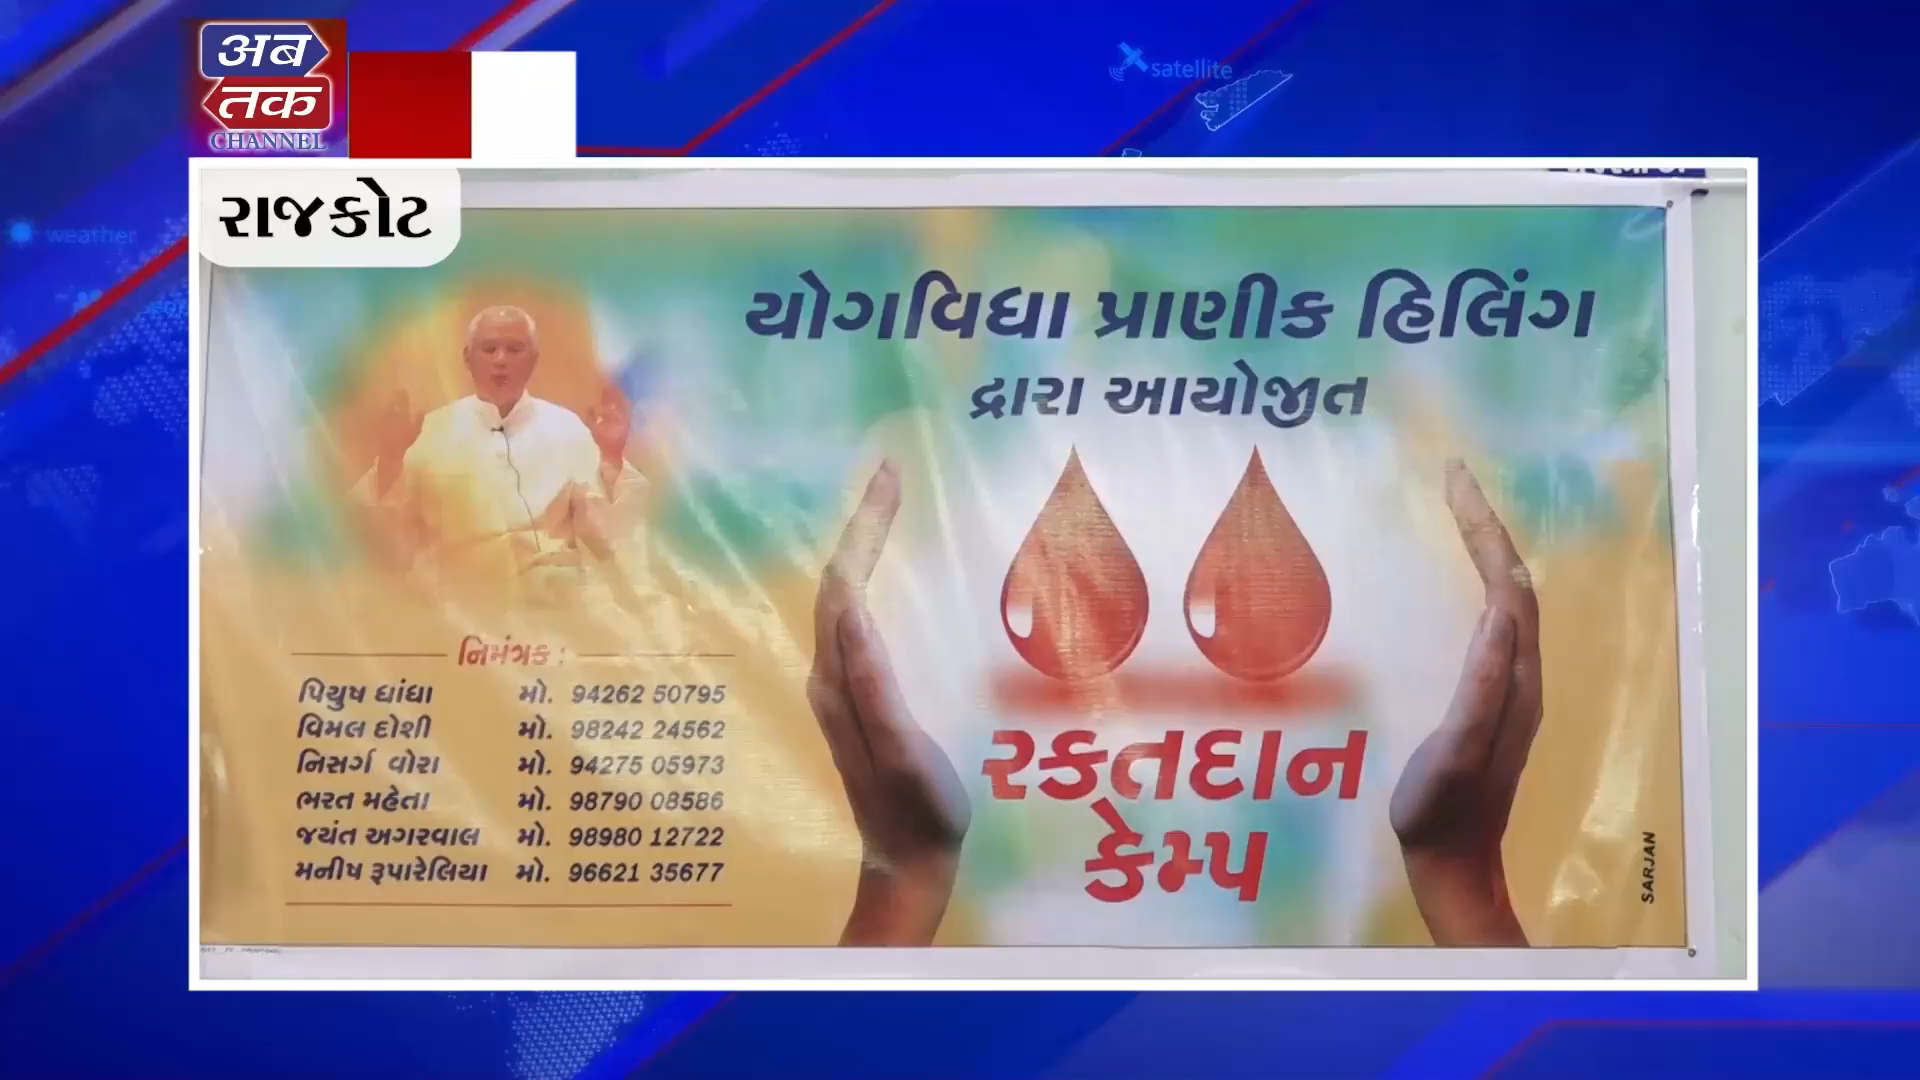 अब
तक
CHANNEL
satellite
weather
રાજકોટ
યોગવિધા પ્રાણીક હિલિંગ
દ્વારા આયોજીત
નિમંત્રક :
પિયુષ ધાંધા મો. 94262 50795
વિમલ દોશી મો. 98242 24562
નિસર્ગ વોરા મો. 94275 05973
ભરત મહેતા મો. 98790 08586
જયંત અગરવાલ મો. 98980 12722
મનીષ રૂપારેલિયા મો. 96621 35677
રકતદાન
કેમ્પ
SARJAN